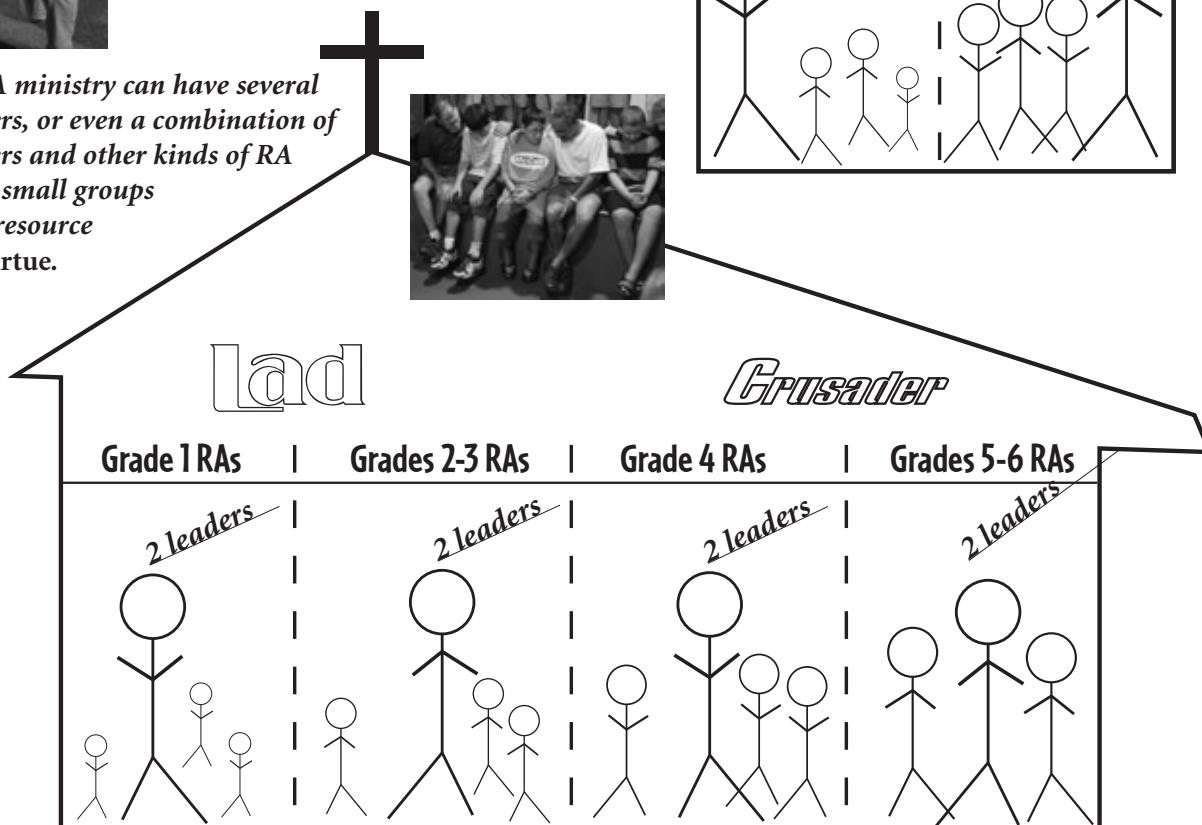 A ministry can have several
ers, or even a combination of
ers and other kinds of RA
small groups
resource
rtue.
Lad
Crusader
Grade 1 RAs
Grades 2-3 RAs
Grade 4 RAs
Grades 5-6 RAs
2 leaders
2 leaders
2 leaders
2 leaders